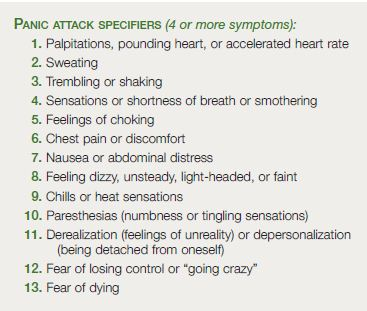 PANIC ATTACK SPECIFIERS (4 or more symptoms):
1. Palpitations, pounding heart, or accelerated heart rate
2. Sweating
3. Trembling or shaking
4. Sensations or shortness of breath or smothering
5. Feelings of choking
6. Chest pain or discomfort
7. Nausea or abdominal distress
8. Feeling dizzy, unsteady, light-headed, or faint
9. Chills or heat sensations
10. Paresthesias (numbness or tingling sensations)
11. Derealization (feelings of unreality) or depersonalization
(being detached from oneself)
12. Fear of losing control or “going crazy”
13. Fear of dying